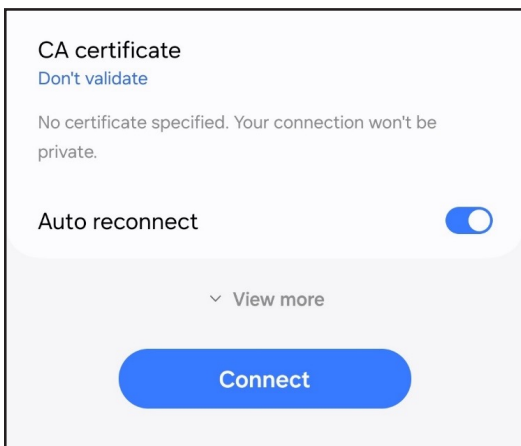 CA certificate
Don't validate
No certificate specified. Your connection won't be
private.
Auto reconnect
View more
Connect